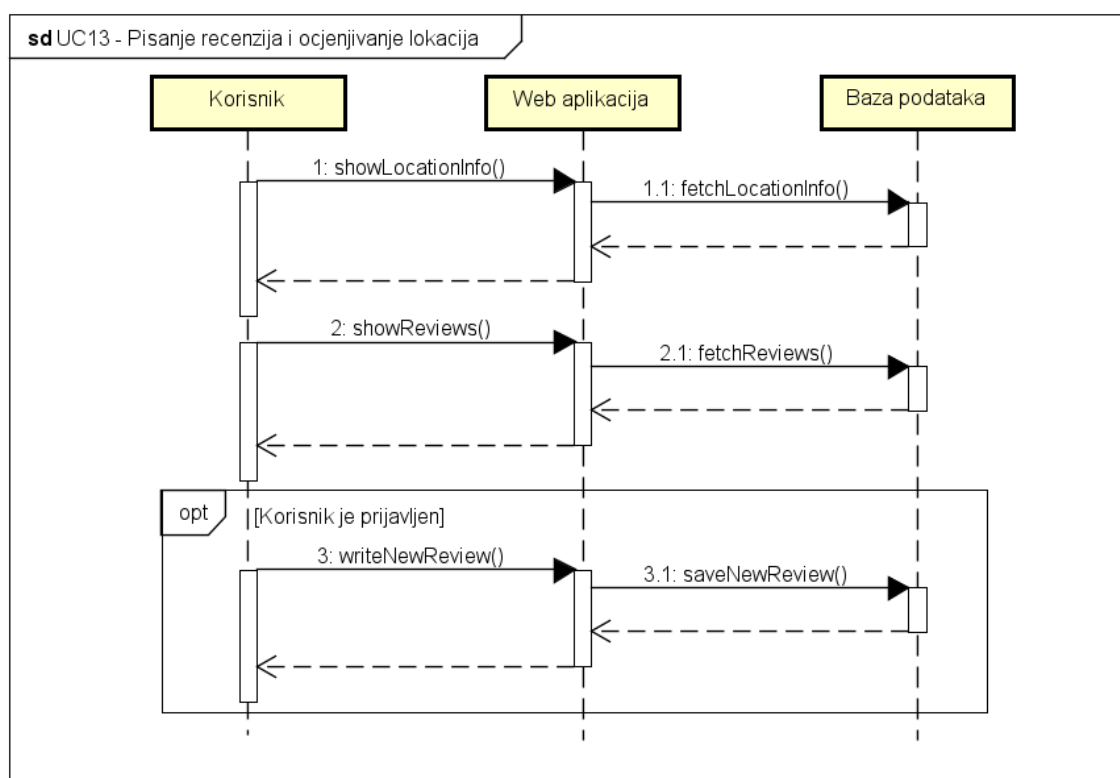 sd UC13 - Pisanje recenzija i ocjenjivanje lokacija
Korisnik
Web aplikacija
Baza podataka
1: showLocationInfo()
1.1: fetchLocationInfo()
2: showReviews()
2.1: fetchReviews()
opt
[Korisnik je prijavljen]
3: writeNewReview()
3.1: saveNewReview()